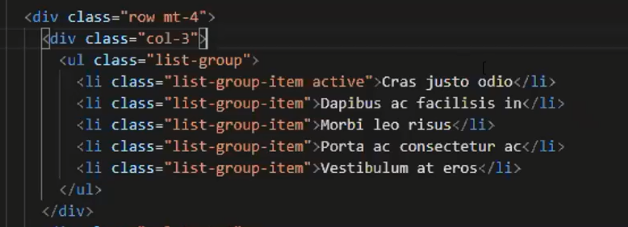 <div class="row mt-4">
<div class="col-3">
<ul class="list-group">
<li class="list-group-item active">Cras justo odio</li>
<li class="list-group-item">Dapibus ac facilisis in</li>
<li class="list-group-item">Morbi leo risus</li>
<li class="list-group-item">Porta ac consectetur ac</li>
<li class="list-group-item">Vestibulum at eros</li>
</ul>
</div>